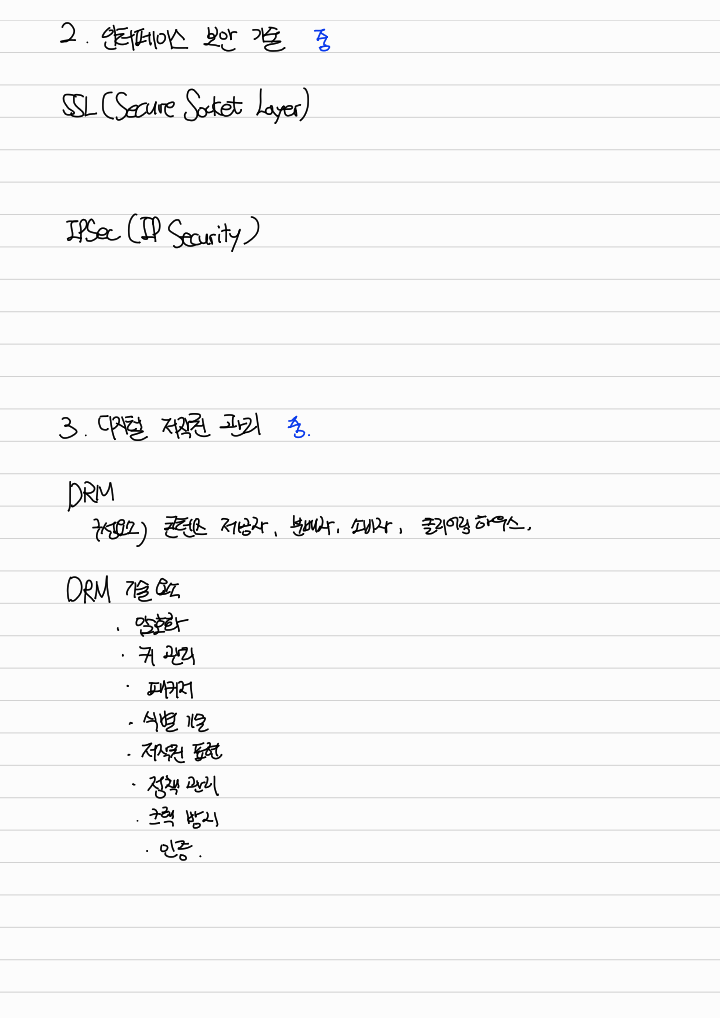 2. 인터페이스 보안 기술 중
SSL (Secure Socket Layer)
IPSec (IP Security)
3. 디지털 저작권 관리 중.
DRM
구성요소) 콘텐츠 제공자, 분배자, 소비자, 클리어링 하우스.
DRM 기술 요소
· 암호화
· 키 관리
· 패키저
· 식별 기술
· 저작권 표현
· 정책 관리
· 크랙 방지
· 인증.